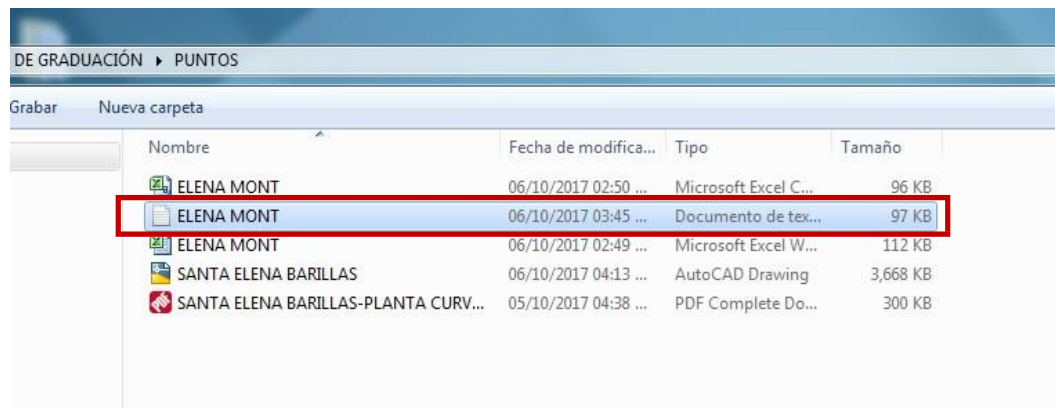 DE GRADUACIÓN ▸ PUNTOS
Grabar Nueva carpeta
Nombre Fecha de modifica... Tipo Tamaño
ELENA MONT 06/10/2017 02:50 ... Microsoft Excel C... 96 KB
ELENA MONT 06/10/2017 03:45 ... Documento de tex... 97 KB
ELENA MONT 06/10/2017 02:49 ... Microsoft Excel W... 112 KB
SANTA ELENA BARILLAS 06/10/2017 04:13 ... AutoCAD Drawing 3,668 KB
SANTA ELENA BARILLAS-PLANTA CURV... 05/10/2017 04:38 ... PDF Complete Do... 300 KB